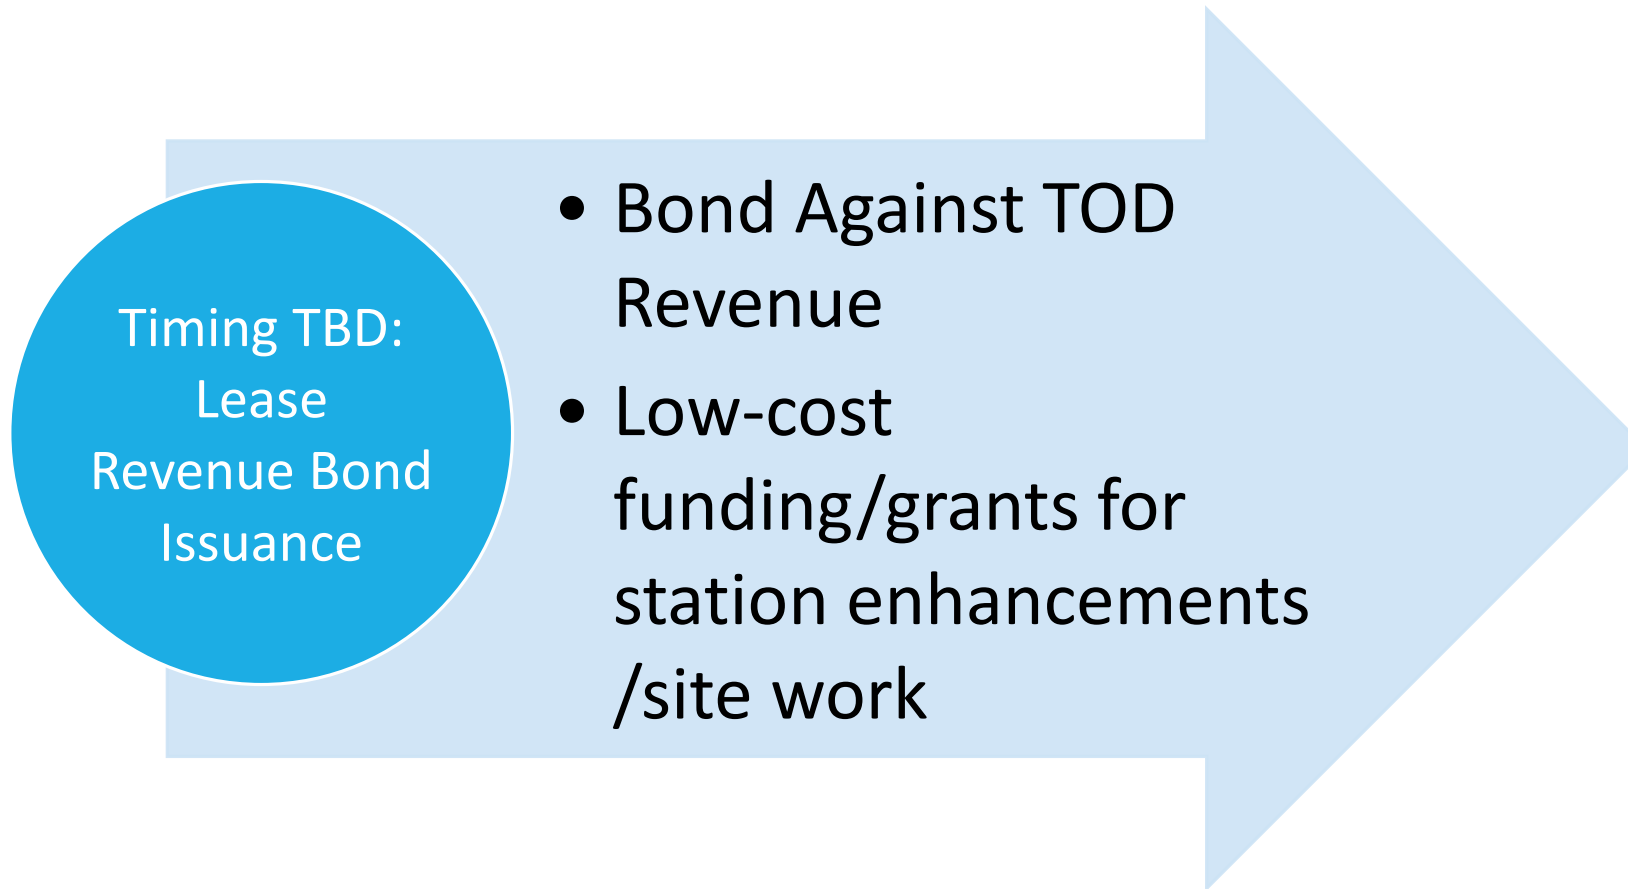 Timing TBD:
Lease
Revenue Bond
Issuance
• Bond Against TOD
Revenue
• Low-cost
funding/grants for
station enhancements
/site work